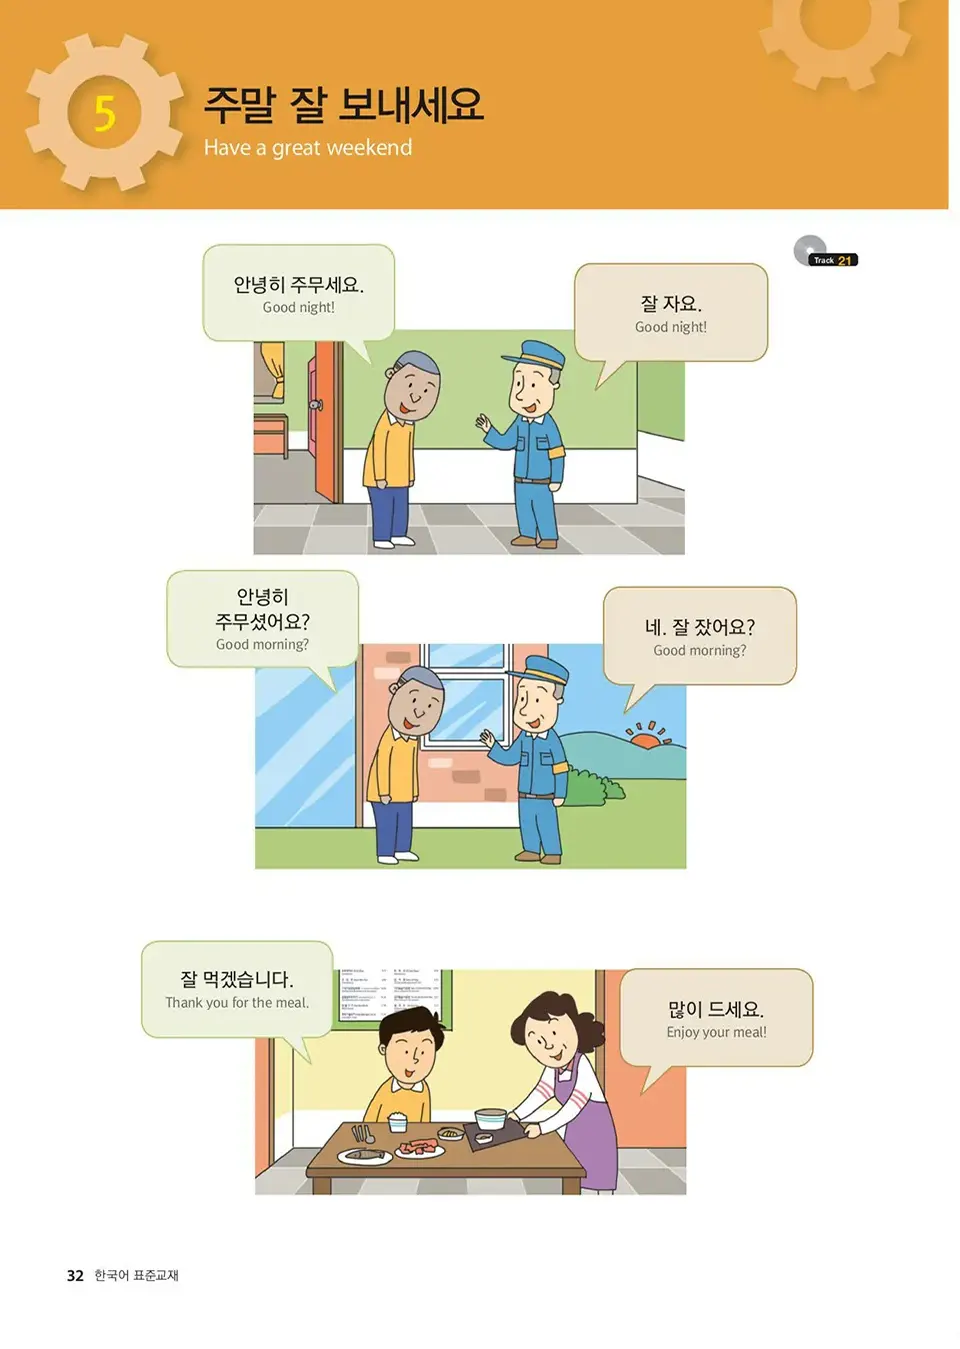 5
주말 잘 보내세요
Have a great weekend
Track 21
안녕히 주무세요.
Good night!
잘 자요.
Good night!
안녕히
주무셨어요?
Good morning?
네. 잘 잤어요?
Good morning?
잘 먹겠습니다.
Thank you for the meal.
많이 드세요.
Enjoy your meal!
32 한국어 표준교재